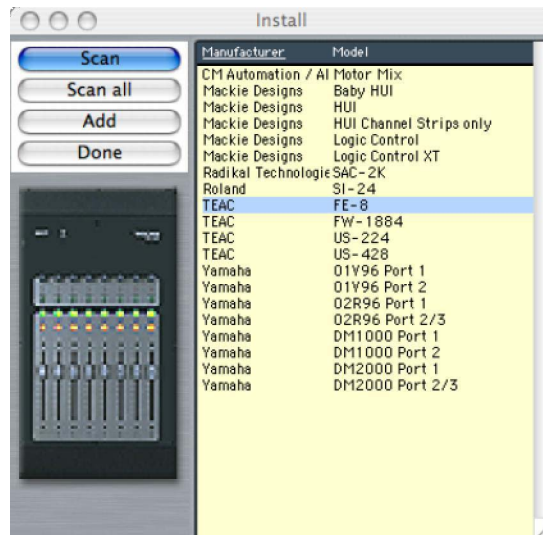 Install
Scan
Scan all
Add
Done
Manufacturer Model
CM Automation / Al Motor Mix
Mackie Designs Baby HUI
Mackie Designs HUI
Mackie Designs HUI Channel Strips only
Mackie Designs Logic Control
Mackie Designs Logic Control XT
Radikal Technologie SAC-2K
Roland SI-24
TEAC FE-8
TEAC FW-1884
TEAC US-224
TEAC US-428
Yamaha 01V96 Port 1
Yamaha 01V96 Port 2
Yamaha 02R96 Port 1
Yamaha 02R96 Port 2/3
Yamaha DM1000 Port 1
Yamaha DM1000 Port 2
Yamaha DM2000 Port 1
Yamaha DM2000 Port 2/3